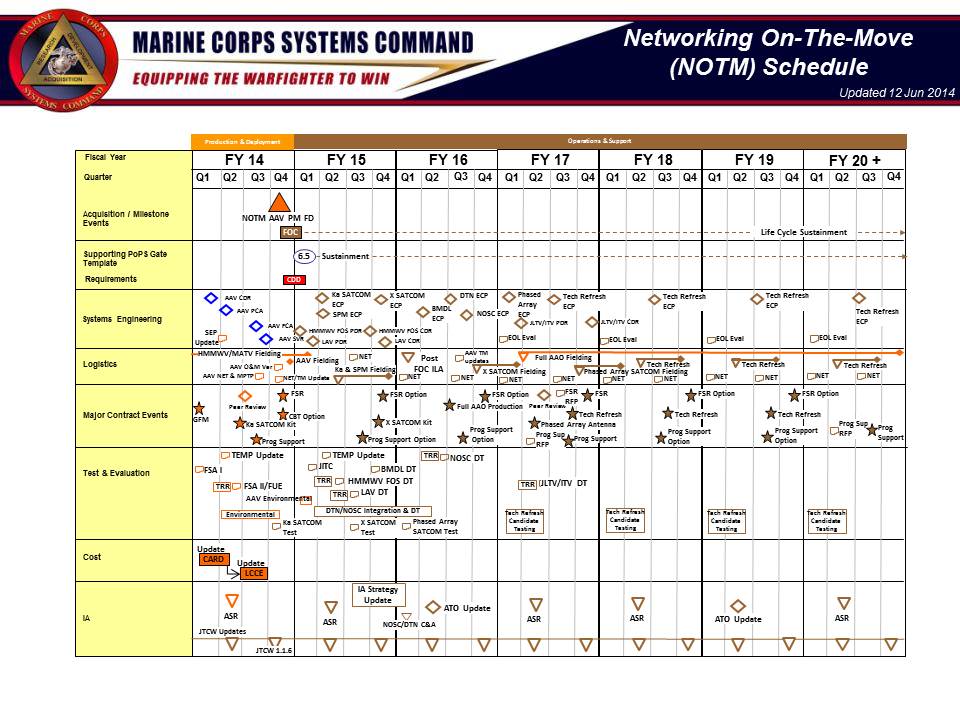 MARINE CORPS
RESEARCH DEVELOPMENT
ACQUISITION
SYSTEMS COMMAND
MARINE CORPS SYSTEMS COMMAND
EQUIPPING THE WARFIGHTER TO WIN
Networking On-The-Move
(NOTM) Schedule
Updated 12 Jun 2014
Production & Deployment
Operations & Support
Fiscal Year
FY 14 FY 15 FY 16 FY 17 FY 18 FY 19 FY 20 +
Quarter
Q1 Q2 Q3 Q4 Q1 Q2 Q3 Q4 Q1 Q2 Q3 Q4 Q1 Q2 Q3 Q4 Q1 Q2 Q3 Q4 Q1 Q2 Q3 Q4 Q1 Q2 Q3 Q4
Acquisition / Milestone
Events
NOTM AAV PM FD
FOC
Life Cycle Sustainment
Supporting PoPS Gate
Template
6.5 Sustainment
Requirements
CDD
Systems Engineering
AAV CDR
AAV PCA
AAV FCA
AAV SVR
SEP
Update
Ka SATCOM
ECP
SPM ECP
HMMWV FOS PDR
LAV PDR
X SATCOM
ECP
HMMWV FOS CDR
LAV CDR
BMDL
ECP
DTN ECP
NOSC ECP
Phased
Array
ECP
JLTV/ITV PDR
EOL Eval
Tech Refresh
ECP
JLTV/ITV CDR
EOL Eval
Tech Refresh
ECP
EOL Eval
Tech Refresh
ECP
EOL Eval
Tech Refresh
ECP
Logistics
HMMWV/MATV Fielding
AAV O&M Ver
AAV NET & MPTP
AAV Fielding
NET/TM Update
NET
Ka & SPM Fielding
Post
FOC ILA
NET
AAV TM
updates
NET
X SATCOM Fielding
NET
Full AAO Fielding
NET
Phased Array SATCOM Fielding
NET
Tech Refresh
NET
NET
Tech Refresh
NET
NET
Tech Refresh
NET
Major Contract Events
GFM
Peer Review
Ka SATCOM Kit
Prog Support
FSR
CBT Option
FSR Option
X SATCOM Kit
Prog Support Option
Full AAO Production
FSR Option
Prog Support
Option
Peer Review
FSR
RFP
FSR
Tech Refresh
Phased Array Antenna
Prog Sup
RFP
Prog Support
FSR Option
Tech Refresh
Prog Support
Option
FSR Option
Tech Refresh
Prog Support
Option
Prog Sup
RFP
Prog
Support
Test & Evaluation
FSA I
TEMP Update
TRR FSA II/FUE
AAV Environmental
Environmental
Ka SATCOM
Test
TEMP Update
JITC
TRR HMMWV FOS DT
TRR LAV DT
BMDL DT
DTN/NOSC Integration & DT
X SATCOM
Test
Phased Array
SATCOM Test
TRR NOSC DT
TRR JLTV/ITV DT
Tech Refresh
Candidate
Testing
Tech Refresh
Candidate
Testing
Tech Refresh
Candidate
Testing
Tech Refresh
Candidate
Testing
Cost
Update
CARD
Update
LCCE
IA
ASR
JTCW Updates
JTCW 1.1.6
ASR
IA Strategy
Update
NOSC/DTN C&A
ATO Update
ASR
ASR
ATO Update
ASR